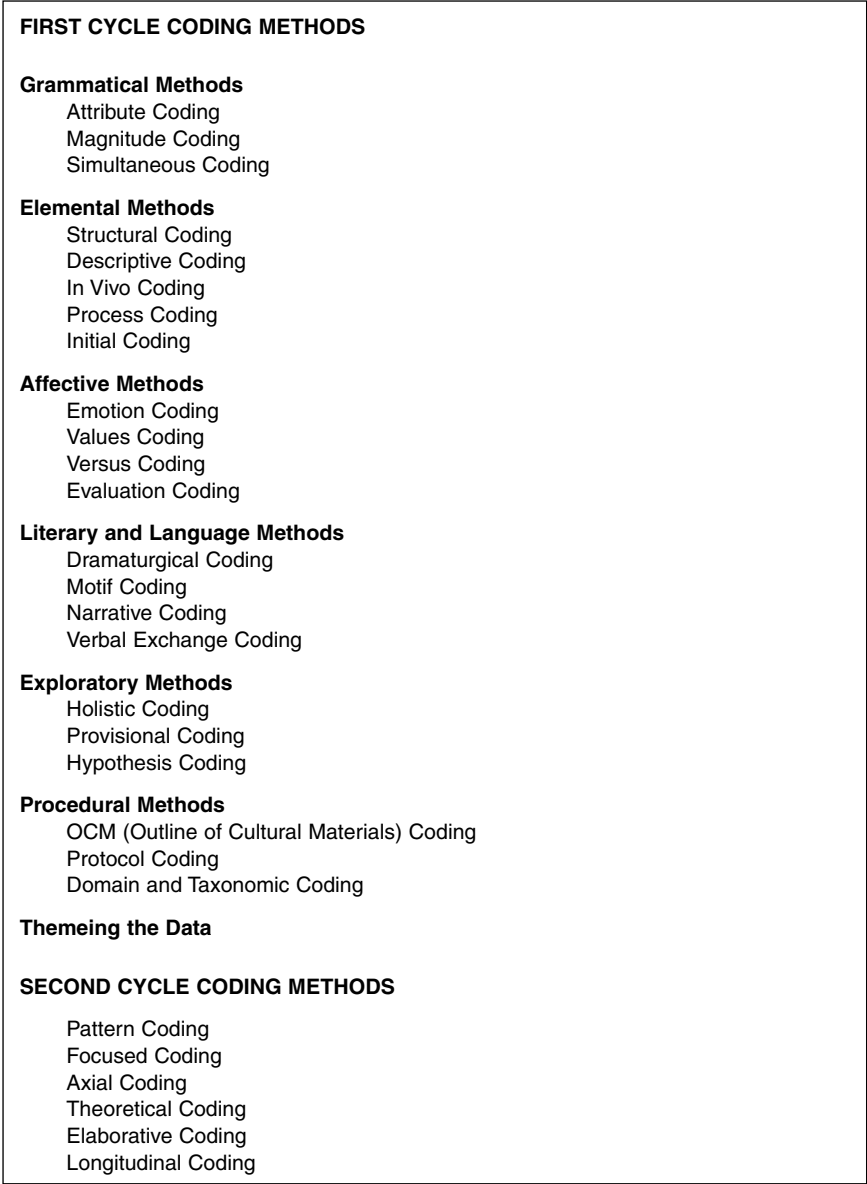 FIRST CYCLE CODING METHODS
Grammatical Methods
Attribute Coding
Magnitude Coding
Simultaneous Coding
Elemental Methods
Structural Coding
Descriptive Coding
In Vivo Coding
Process Coding
Initial Coding
Affective Methods
Emotion Coding
Values Coding
Versus Coding
Evaluation Coding
Literary and Language Methods
Dramaturgical Coding
Motif Coding
Narrative Coding
Verbal Exchange Coding
Exploratory Methods
Holistic Coding
Provisional Coding
Hypothesis Coding
Procedural Methods
OCM (Outline of Cultural Materials) Coding
Protocol Coding
Domain and Taxonomic Coding
Themeing the Data
SECOND CYCLE CODING METHODS
Pattern Coding
Focused Coding
Axial Coding
Theoretical Coding
Elaborative Coding
Longitudinal Coding